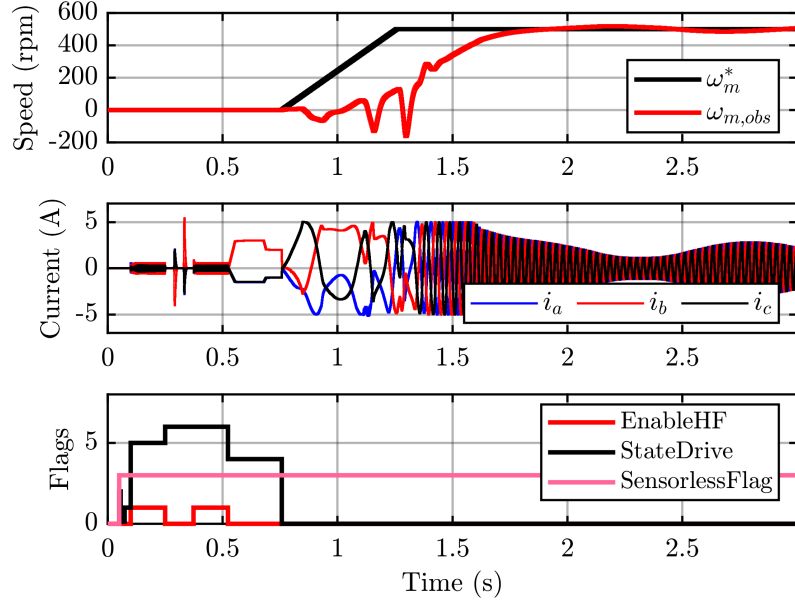 600
400
200
0
-200
Speed (rpm)
ω*m
ωm,obs
0 0.5 1 1.5 2 2.5
5
0
-5
Current (A)
ia ib ic
0 0.5 1 1.5 2 2.5
5
0
Flags
EnableHF
StateDrive
SensorlessFlag
0 0.5 1 1.5 2 2.5
Time (s)